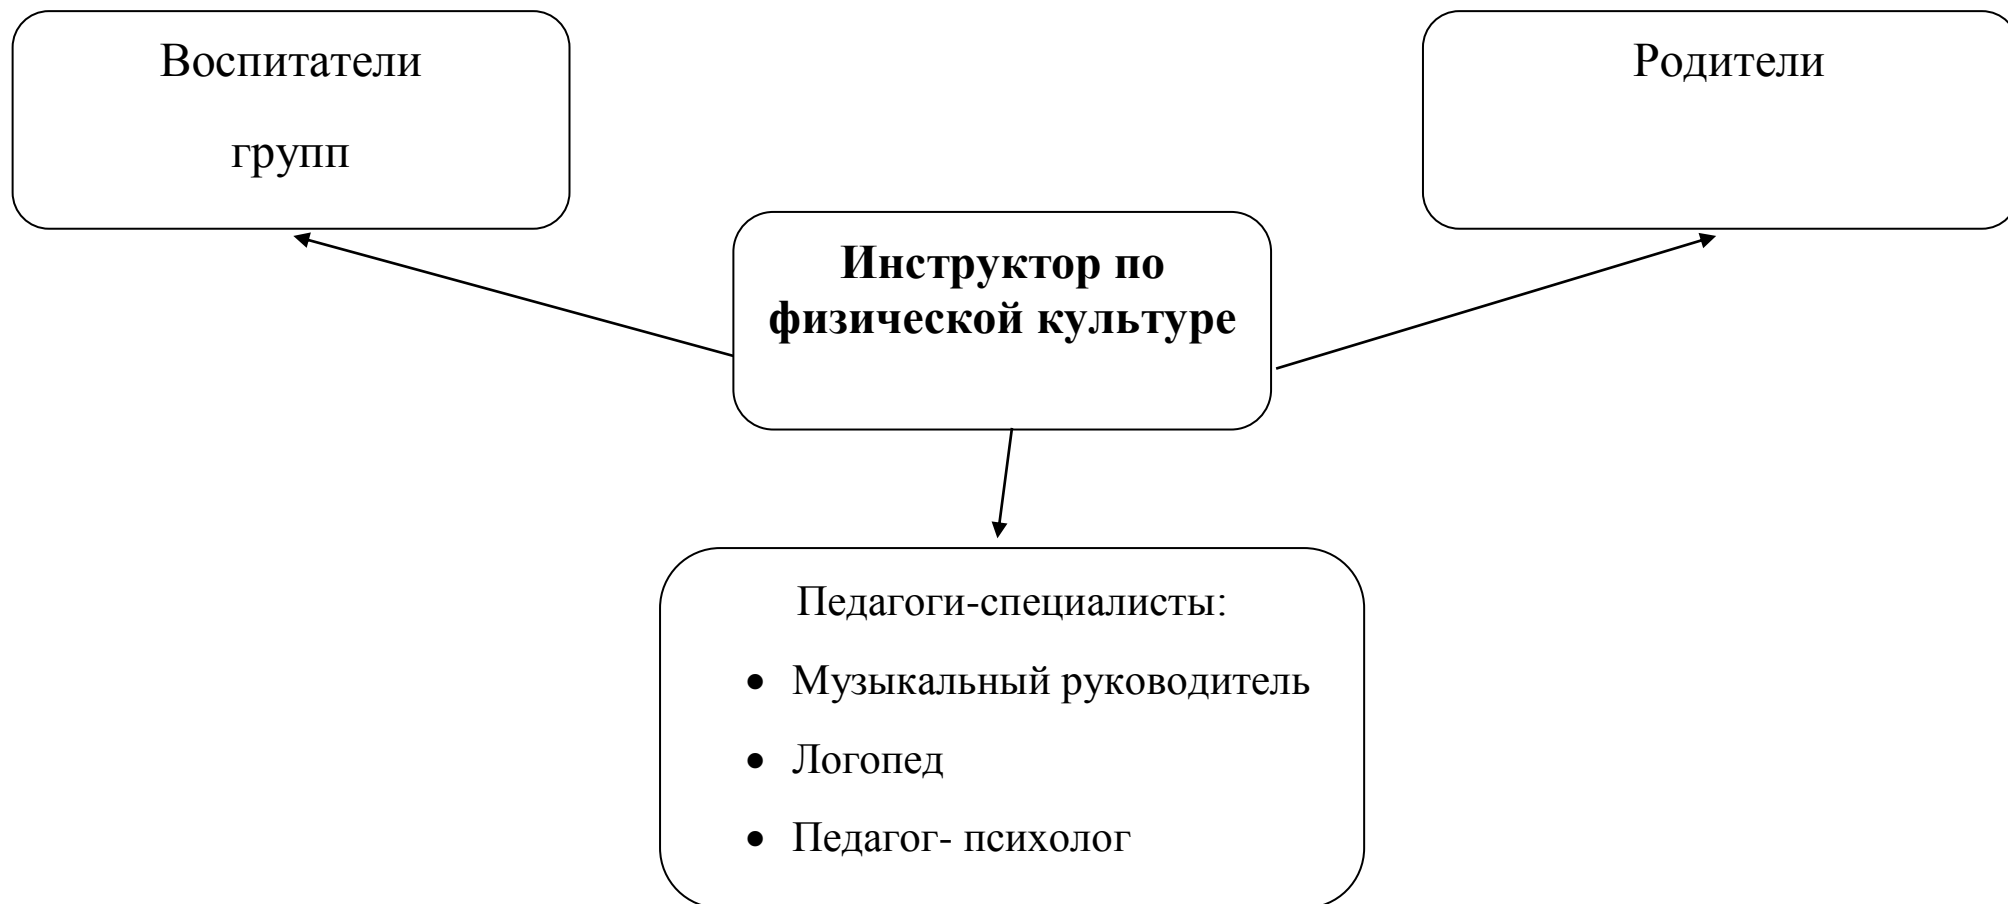 Воспитатели
групп
Родители
Инструктор по
физической культуре
Педагоги-специалисты:
• Музыкальный руководитель
• Логопед
• Педагог- психолог